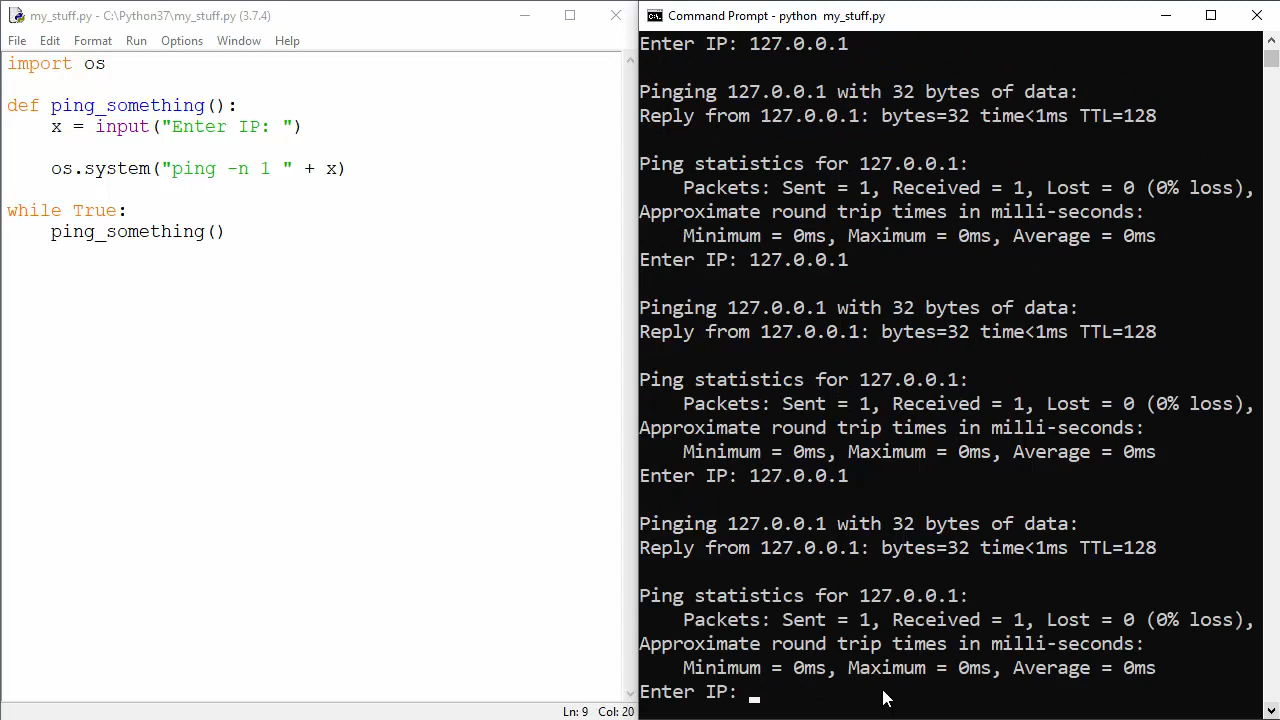 my_stuff.py - C:\Python37\my_stuff.py (3.7.4)
File Edit Format Run Options Window Help
import os
def ping_something():
    x = input("Enter IP: ")
    os.system("ping -n 1 " + x)
while True:
    ping_something()
Ln: 9 Col: 20
Command Prompt - python  my_stuff.py
Enter IP: 127.0.0.1
Pinging 127.0.0.1 with 32 bytes of data:
Reply from 127.0.0.1: bytes=32 time<1ms TTL=128
Ping statistics for 127.0.0.1:
    Packets: Sent = 1, Received = 1, Lost = 0 (0% loss),
Approximate round trip times in milli-seconds:
    Minimum = 0ms, Maximum = 0ms, Average = 0ms
Enter IP: 127.0.0.1
Pinging 127.0.0.1 with 32 bytes of data:
Reply from 127.0.0.1: bytes=32 time<1ms TTL=128
Ping statistics for 127.0.0.1:
    Packets: Sent = 1, Received = 1, Lost = 0 (0% loss),
Approximate round trip times in milli-seconds:
    Minimum = 0ms, Maximum = 0ms, Average = 0ms
Enter IP: 127.0.0.1
Pinging 127.0.0.1 with 32 bytes of data:
Reply from 127.0.0.1: bytes=32 time<1ms TTL=128
Ping statistics for 127.0.0.1:
    Packets: Sent = 1, Received = 1, Lost = 0 (0% loss),
Approximate round trip times in milli-seconds:
    Minimum = 0ms, Maximum = 0ms, Average = 0ms
Enter IP: